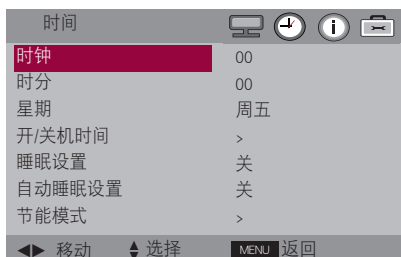 时间
时钟 00
时分 00
星期 周五
开/关机时间 >
睡眠设置 关
自动睡眠设置 关
节能模式 >
移动 选择 MENU 返回